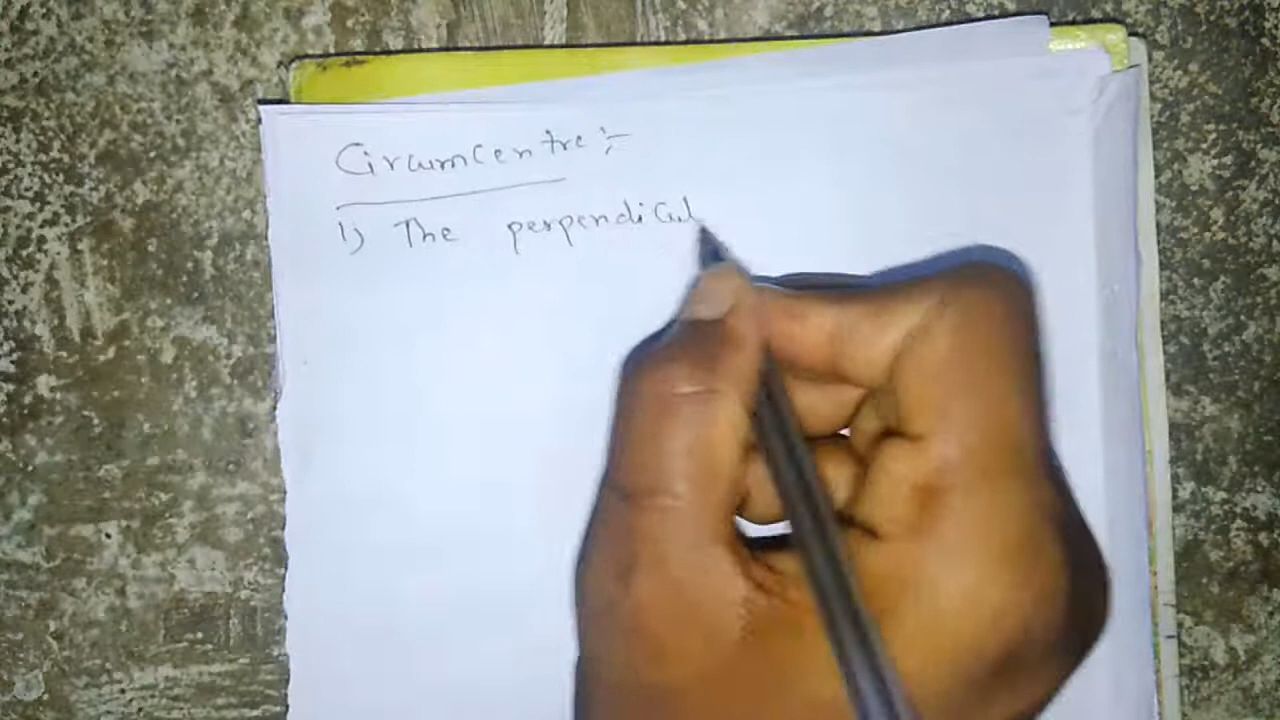 Circumcentre :-
1) The perpendicul